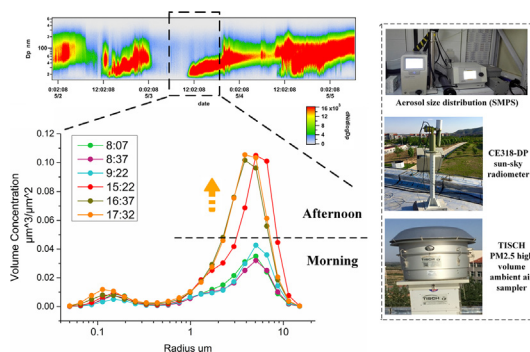 Dp nm
100
0:02:08
12:02:08
0:02:08
12:02:08
0:02:08
12:02:08
0:02:08
5/2
5/3
5/4
5/5
date
16 x10³
12
8
4
0
dN/dlogDp
Volume Concentration
µm^3/µm^2
0.12
0.10
0.08
0.06
0.04
0.02
0.00
8:07
8:37
9:22
15:22
16:37
17:32
Afternoon
Morning
0.1
1
10
Radius um
Aerosol size distribution (SMPS)
CE318-DP
sun-sky
radiometer
TISCH
PM2.5 high
volume
ambient air
sampler
TISCH